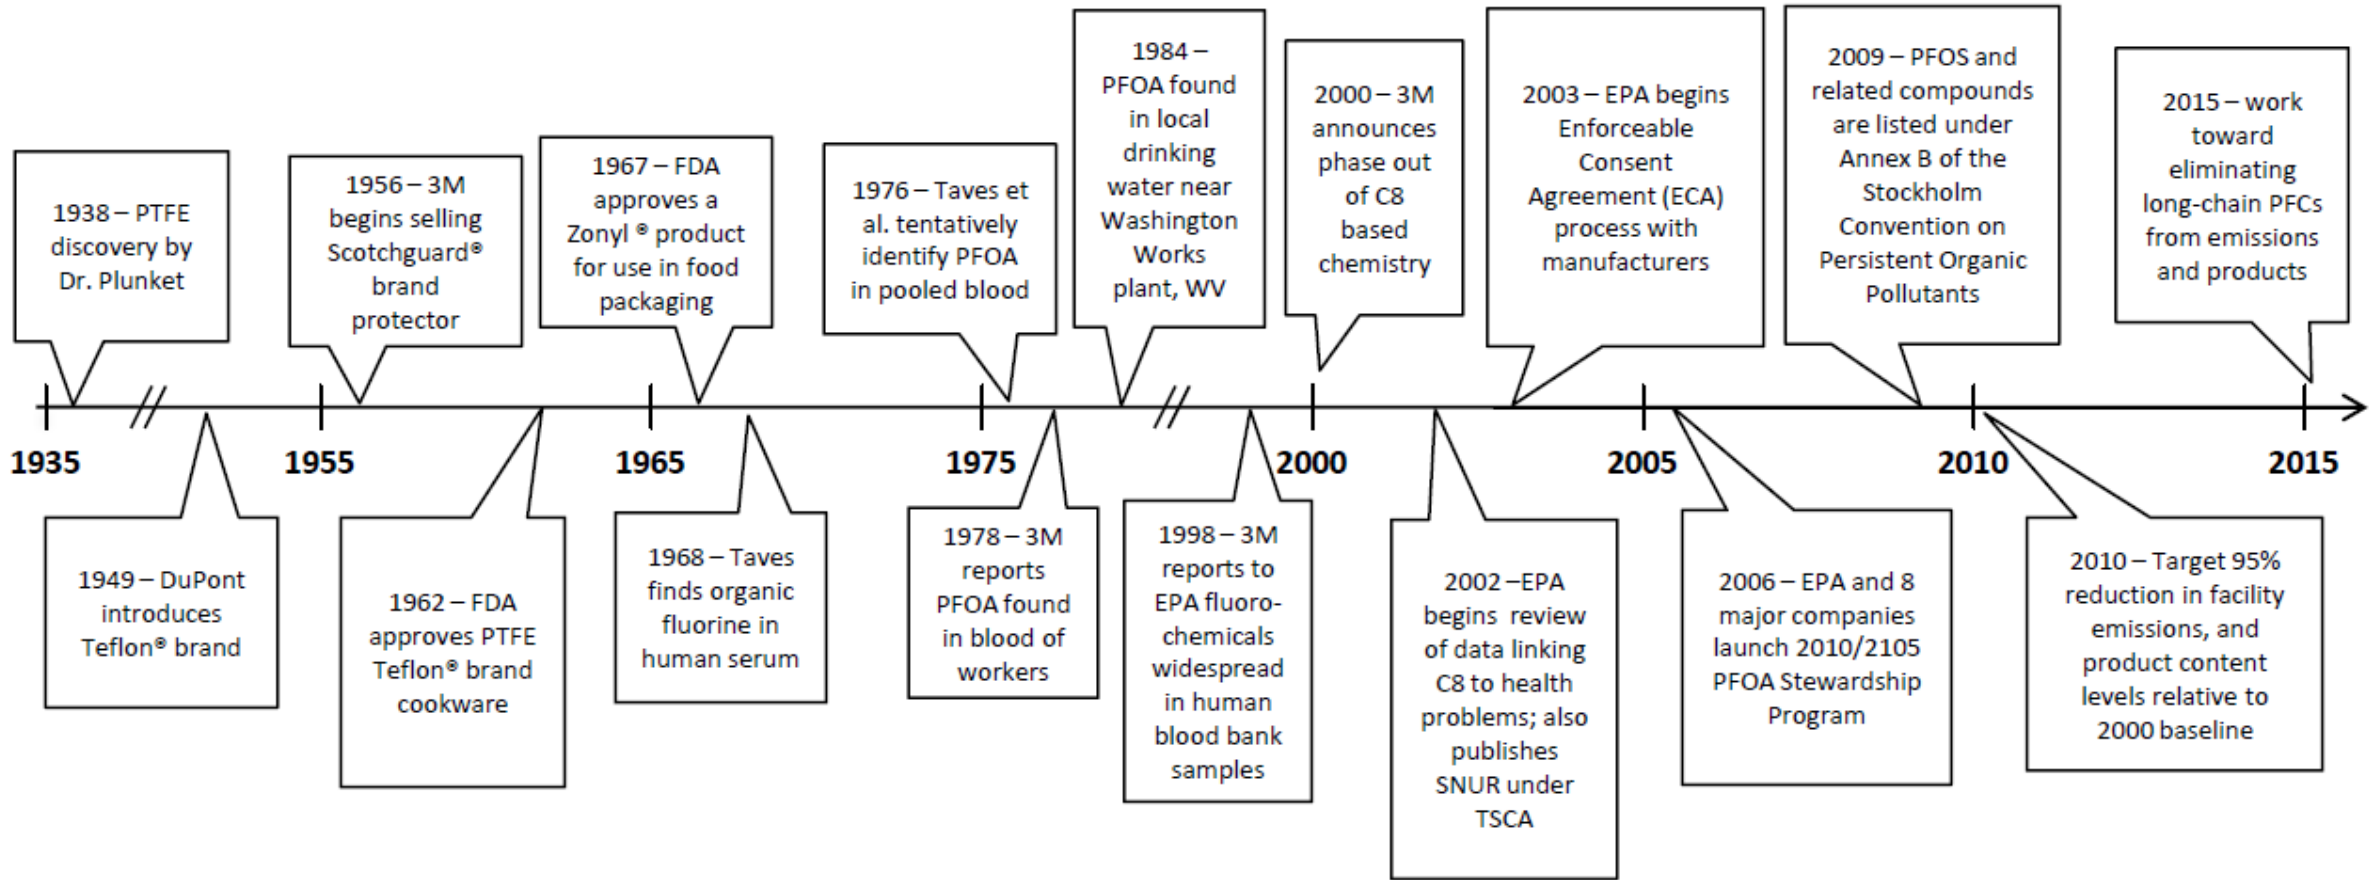 1938 – PTFE
discovery by
Dr. Plunket
1956 – 3M
begins selling
Scotchguard®
brand
protector
1967 – FDA
approves a
Zonyl ® product
for use in food
packaging
1976 – Taves et
al. tentatively
identify PFOA
in pooled blood
1984 –
PFOA found
in local
drinking
water near
Washington
Works
plant, WV
2000 – 3M
announces
phase out
of C8
based
chemistry
2003 – EPA begins
Enforceable
Consent
Agreement (ECA)
process with
manufacturers
2009 – PFOS and
related compounds
are listed under
Annex B of the
Stockholm
Convention on
Persistent Organic
Pollutants
2015 – work
toward
eliminating
long-chain PFCs
from emissions
and products
1935 1955 1965 1975 2000 2005 2010 2015
1949 – DuPont
introduces
Teflon® brand
1962 – FDA
approves PTFE
Teflon® brand
cookware
1968 – Taves
finds organic
fluorine in
human serum
1978 – 3M
reports
PFOA found
in blood of
workers
1998 – 3M
reports to
EPA fluoro-
chemicals
widespread
in human
blood bank
samples
2002 –EPA
begins review
of data linking
C8 to health
problems; also
publishes
SNUR under
TSCA
2006 – EPA and 8
major companies
launch 2010/2105
PFOA Stewardship
Program
2010 – Target 95%
reduction in facility
emissions, and
product content
levels relative to
2000 baseline